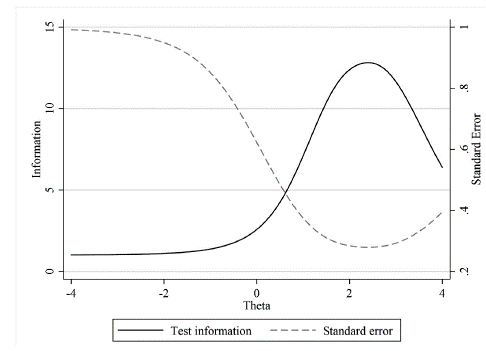 15
10
5
0
Information
1
.8
.6
.4
.2
Standard Error
-4
-2
0
2
4
Theta
Test information
Standard error